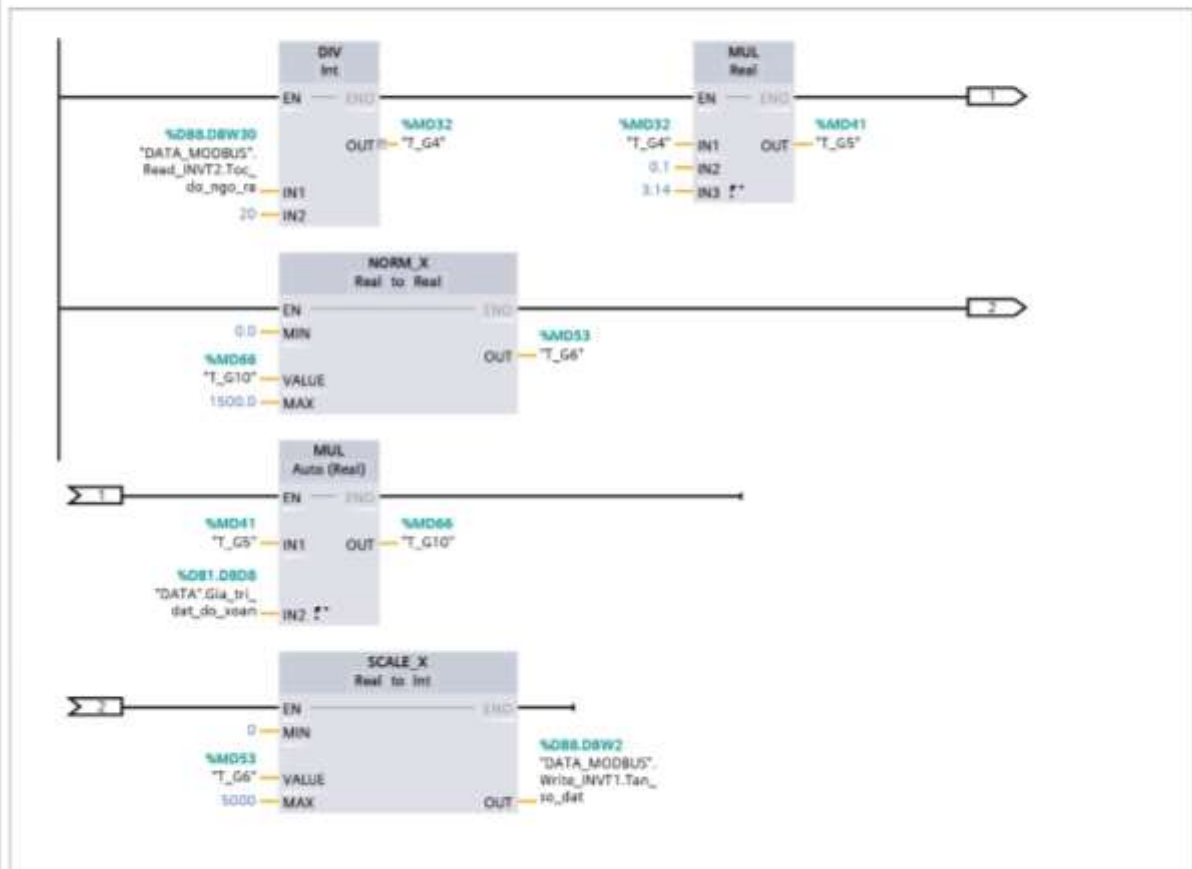 DIV
Int
EN
ENO
%DB8.DBW30
"DATA_MODBUS".
Read_INVT2.Toc_
do_ngo_ra
IN1
20
IN2
OUT
%MD32
"T_G4"
MUL
Real
EN
ENO
%MD32
"T_G4"
IN1
0.1
IN2
3.14
IN3
OUT
%MD41
"T_G5"
1
NORM_X
Real to Real
EN
ENO
0.0
MIN
%MD66
"T_G10"
VALUE
1500.0
MAX
OUT
%MD53
"T_G6"
2
1
MUL
Auto (Real)
EN
ENO
%MD41
"T_G5"
IN1
OUT
%MD66
"T_G10"
%DB1.DBD8
"DATA".Gia_tri_
dat_do_xoan
IN2
2
SCALE_X
Real to Int
EN
ENO
0
MIN
%MD53
"T_G6"
VALUE
5000
MAX
OUT
%DB8.DBW2
"DATA_MODBUS".
Write_INVT1.Tan_
so_dat